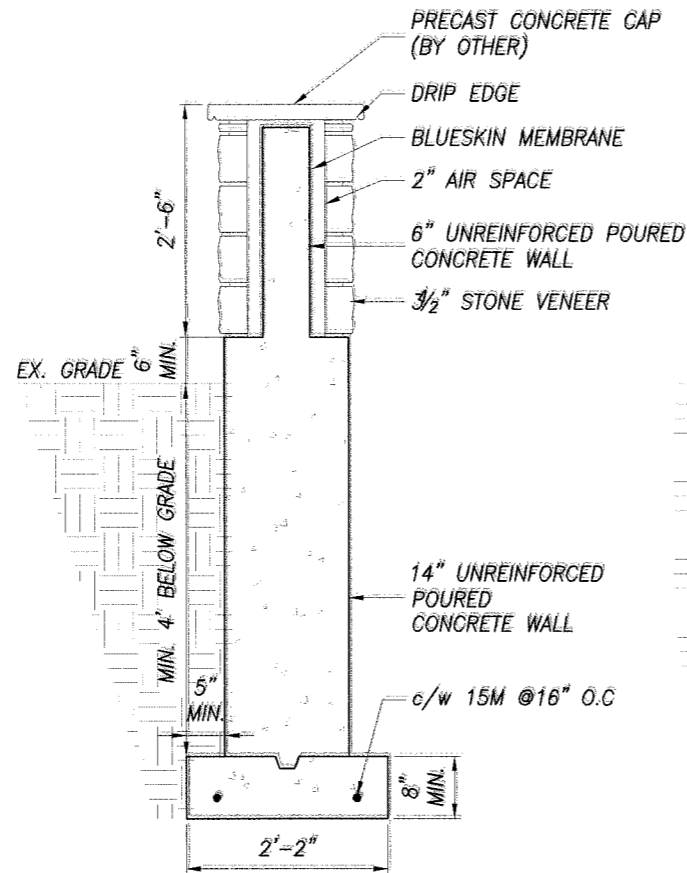 PRECAST CONCRETE CAP
(BY OTHER)
DRIP EDGE
BLUESKIN MEMBRANE
2" AIR SPACE
6" UNREINFORCED POURED
CONCRETE WALL
STONE VENEER
2'-6"
6"
MIN.
EX. GRADE
MIN. 4' BELOW GRADE
14" UNREINFORCED
POURED
CONCRETE WALL
5"
MIN.
c/w 15M @16" O.C
8"
MIN.
2'-2"